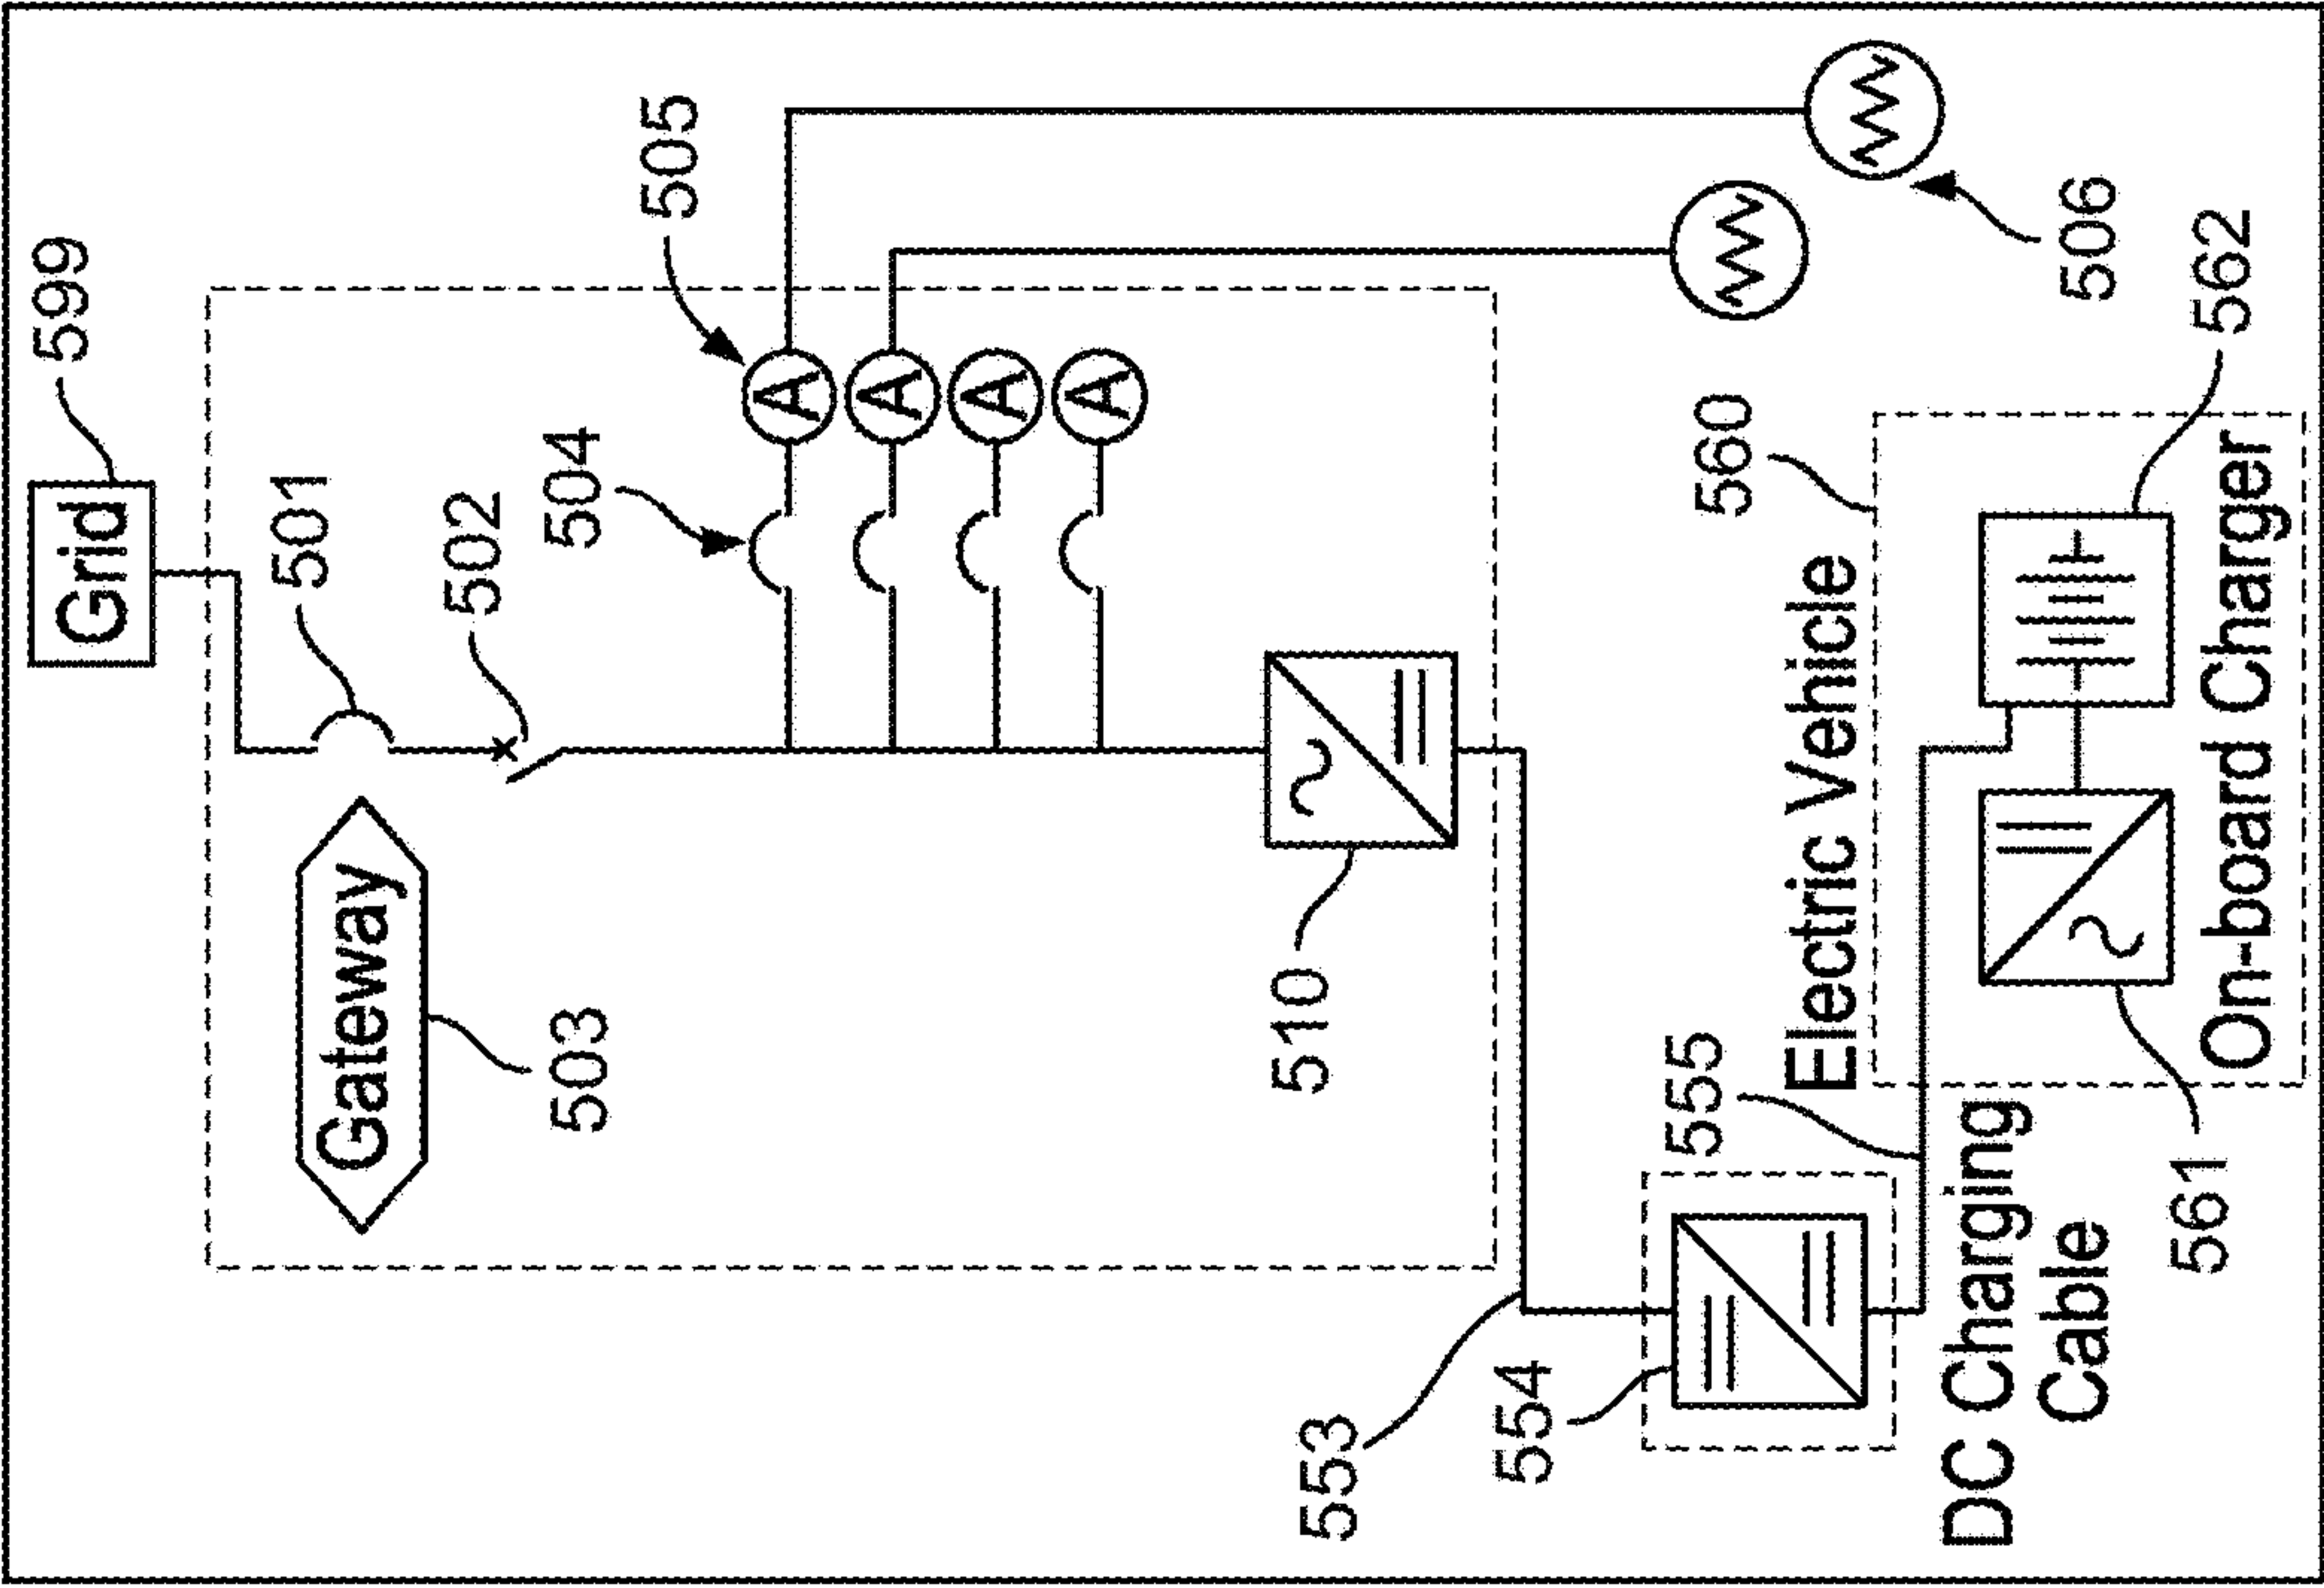 599
Grid
501
502
Gateway
503
504
505
A
A
A
A
506
510
553
554
555
DC Charging
Cable
Electric Vehicle
560
561
562
On-board Charger